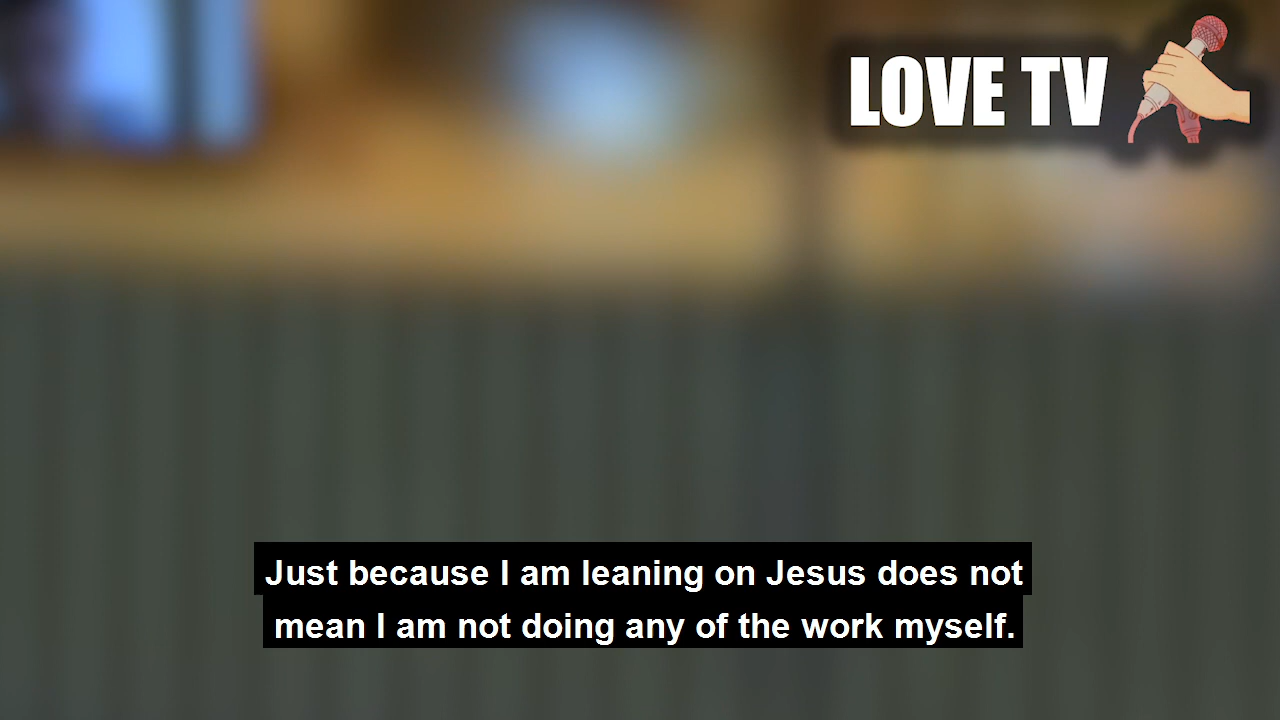 LOVE TV
Just because I am leaning on Jesus does not
mean I am not doing any of the work myself.